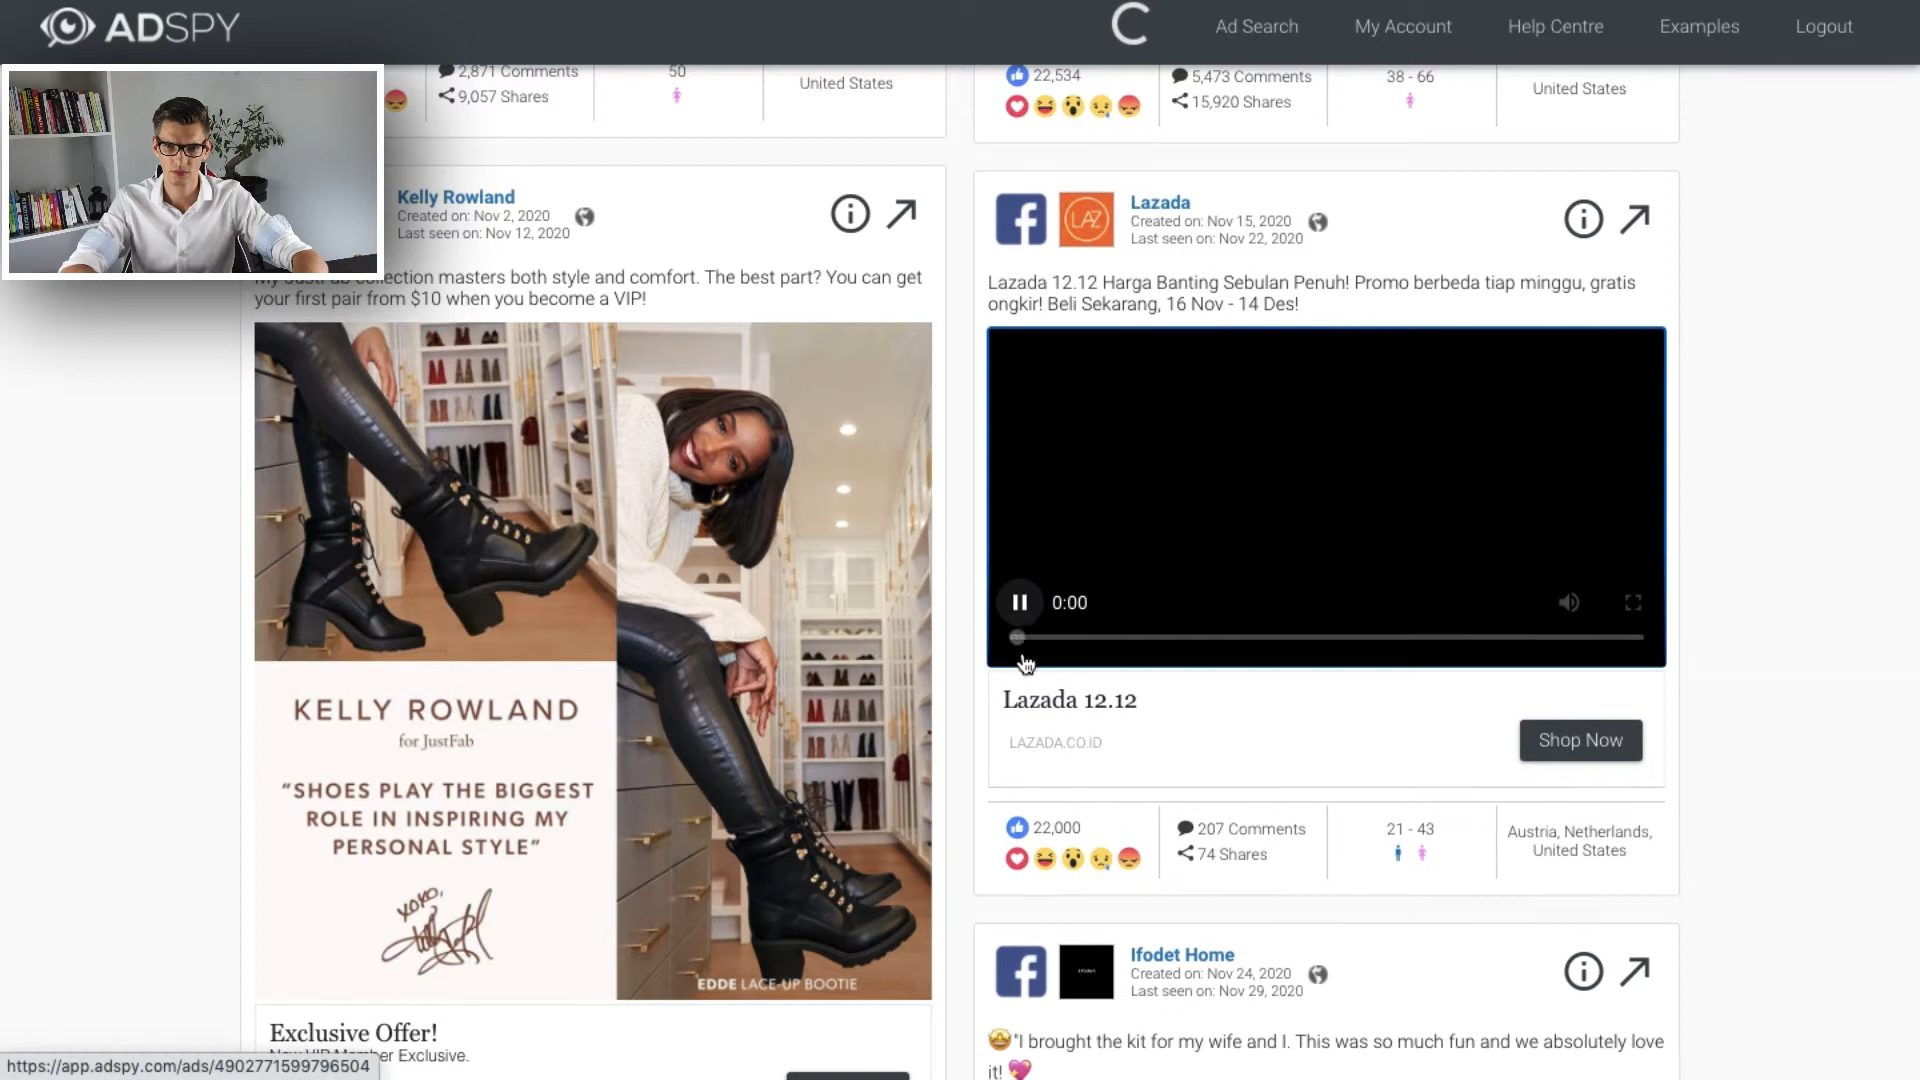 ADSPY
Ad Search
My Account
Help Centre
Examples
Logout
2,871 Comments
9,057 Shares
50
United States
22,534
5,473 Comments
15,920 Shares
38 - 66
United States
Kelly Rowland
Created on: Nov 2, 2020
Last seen on: Nov 12, 2020
My JustFab collection masters both style and comfort. The best part? You can get
your first pair from $10 when you become a VIP!
KELLY ROWLAND
for JustFab
“SHOES PLAY THE BIGGEST
ROLE IN INSPIRING MY
PERSONAL STYLE”
xoxo,
EDDE LACE-UP BOOTIE
Exclusive Offer!
New VIP Member Exclusive.
https://app.adspy.com/ads/4902771599796504
LAZ
Lazada
Created on: Nov 15, 2020
Last seen on: Nov 22, 2020
Lazada 12.12 Harga Banting Sebulan Penuh! Promo berbeda tiap minggu, gratis
ongkir! Beli Sekarang, 16 Nov - 14 Des!
0:00
Lazada 12.12
LAZADA.CO.ID
Shop Now
22,000
207 Comments
74 Shares
21 - 43
Austria, Netherlands,
United States
Ifodet Home
Created on: Nov 24, 2020
Last seen on: Nov 29, 2020
🤩"I brought the kit for my wife and I. This was so much fun and we absolutely love
it! 💖